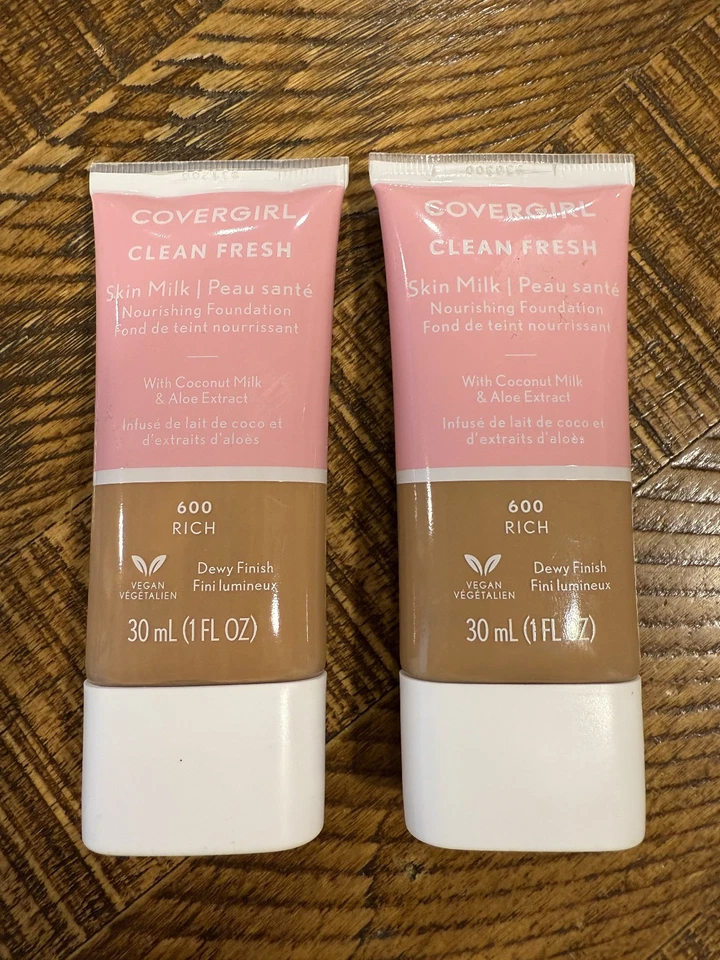 COVERGIRL
CLEAN FRESH
Skin Milk | Peau santé
Nourishing Foundation
Fond de teint nourrissant
With Coconut Milk
& Aloe Extract
Infusé de lait de coco et
d'extraits d'aloès
600
RICH
VEGAN
VÉGÉTALIEN
Dewy Finish
Fini lumineux
30 mL (1 FL OZ)
COVERGIRL
CLEAN FRESH
Skin Milk | Peau santé
Nourishing Foundation
Fond de teint nourrissant
With Coconut Milk
& Aloe Extract
Infusé de lait de coco et
d'extraits d'aloès
600
RICH
VEGAN
VÉGÉTALIEN
Dewy Finish
Fini lumineux
30 mL (1 FL OZ)